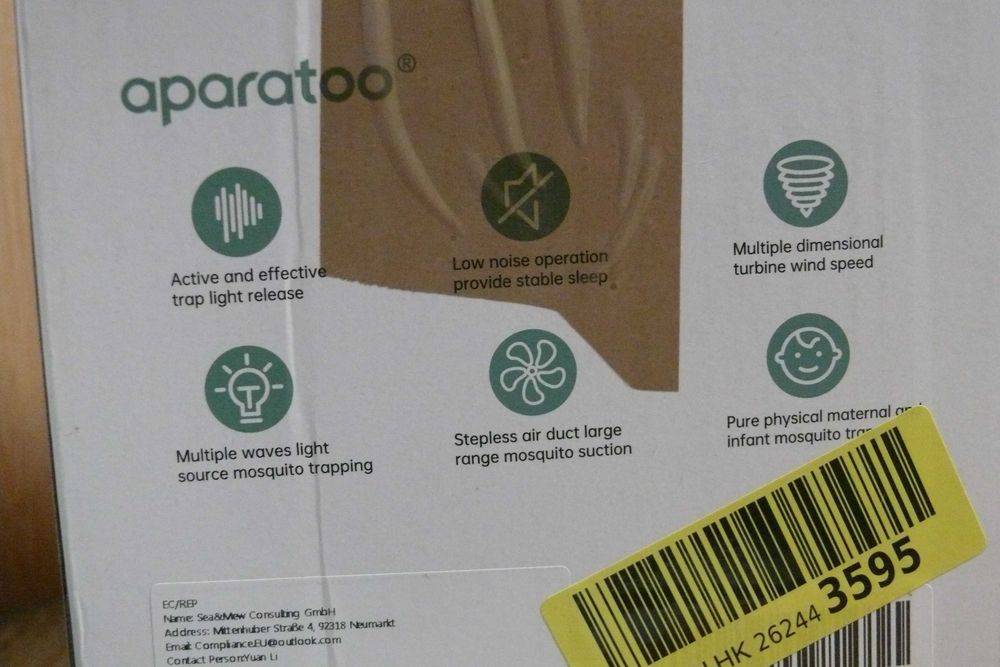 aparatoo®
Active and effective
trap light release
Low noise operation
provide stable sleep
Multiple dimensional
turbine wind speed
Multiple waves light
source mosquito trapping
Stepless air duct large
range mosquito suction
Pure physical maternal
infant mosquito
EC/REP
Name: Sea&Mew Consulting GmbH
Address: Mittenhuber Straße 4, 92318 Neumarkt
Email: Compliance.EU@outlook.com
Contact Person:Yuan Li
HK 26244 3595